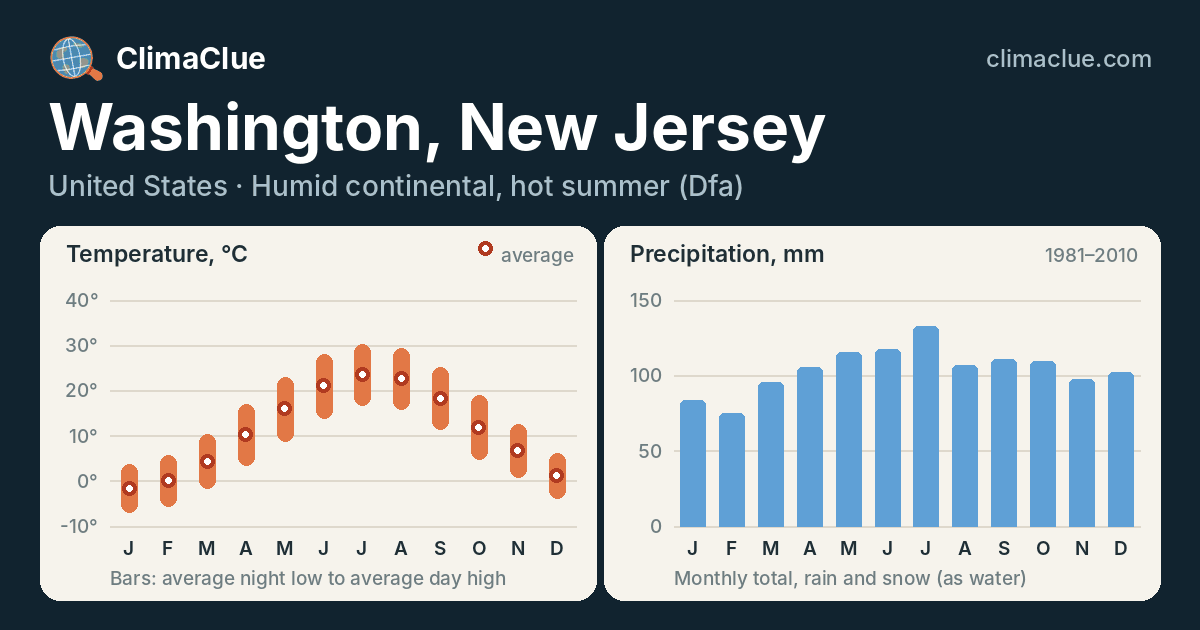 ClimaClue
climaclue.com
Washington, New Jersey
United States · Humid continental, hot summer (Dfa)
Temperature, °C
average
40°
30°
20°
10°
0°
-10°
J F M A M J J A S O N D
Bars: average night low to average day high
Precipitation, mm
1981–2010
150
100
50
0
J F M A M J J A S O N D
Monthly total, rain and snow (as water)